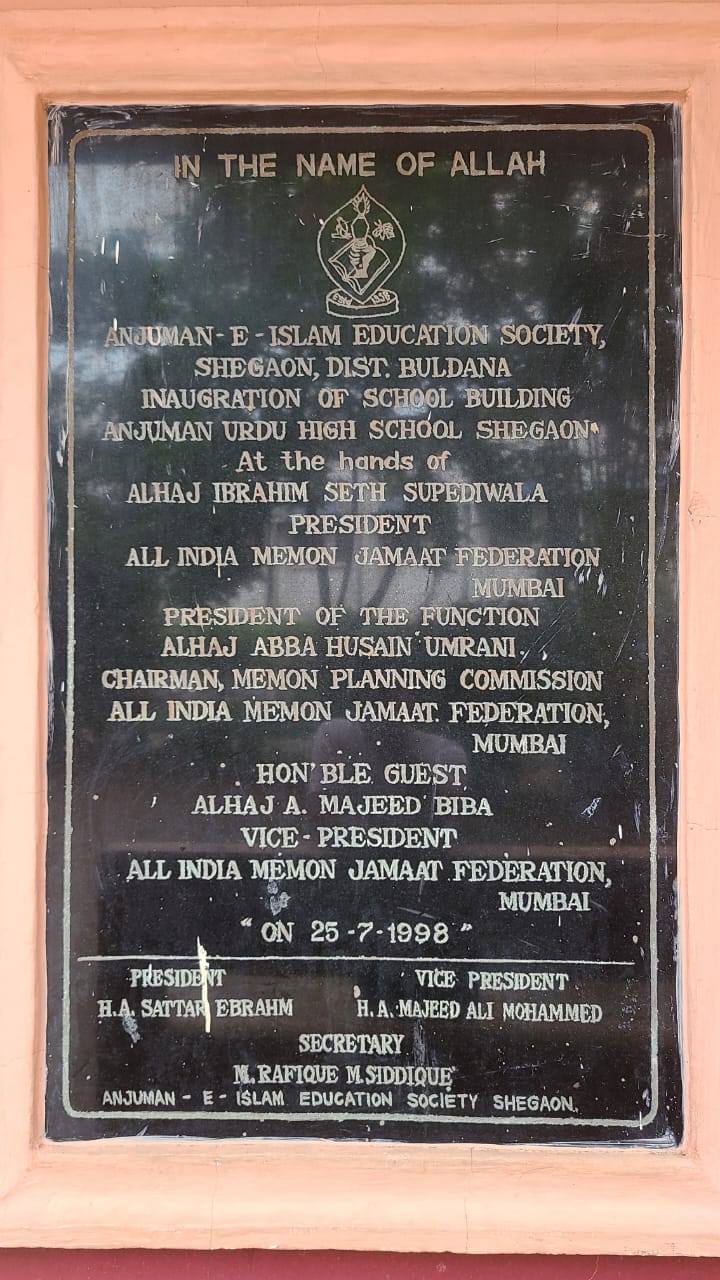 IN THE NAME OF ALLAH
ANJUMAN - E - ISLAM EDUCATION SOCIETY,
SHEGAON, DIST. BULDANA
INAUGRATION OF SCHOOL BUILDING
ANJUMAN URDU HIGH SCHOOL SHEGAON
At the hands of
ALHAJ IBRAHIM SETH SUPEDIWALA
PRESIDENT
ALL INDIA MEMON JAMAAT FEDERATION
MUMBAI
PRESIDENT OF THE FUNCTION
ALHAJ ABBA HUSAIN UMRANI.
CHAIRMAN, MEMON PLANNING COMMISSION
ALL INDIA MEMON JAMAAT. FEDERATION,
MUMBAI
HON'BLE GUEST
ALHAJ A. MAJEED BIBA
VICE - PRESIDENT
ALL INDIA MEMON JAMAAT FEDERATION,
MUMBAI
"ON 25-7-1998"
PRESIDENT VICE PRESIDENT
H.A. SATTAR EBRAHM H.A. MAJEED ALI MOHAMMED
SECRETARY
M. RAFIQUE M. SIDDIQUE
ANJUMAN - E - ISLAM EDUCATION SOCIETY SHEGAON.